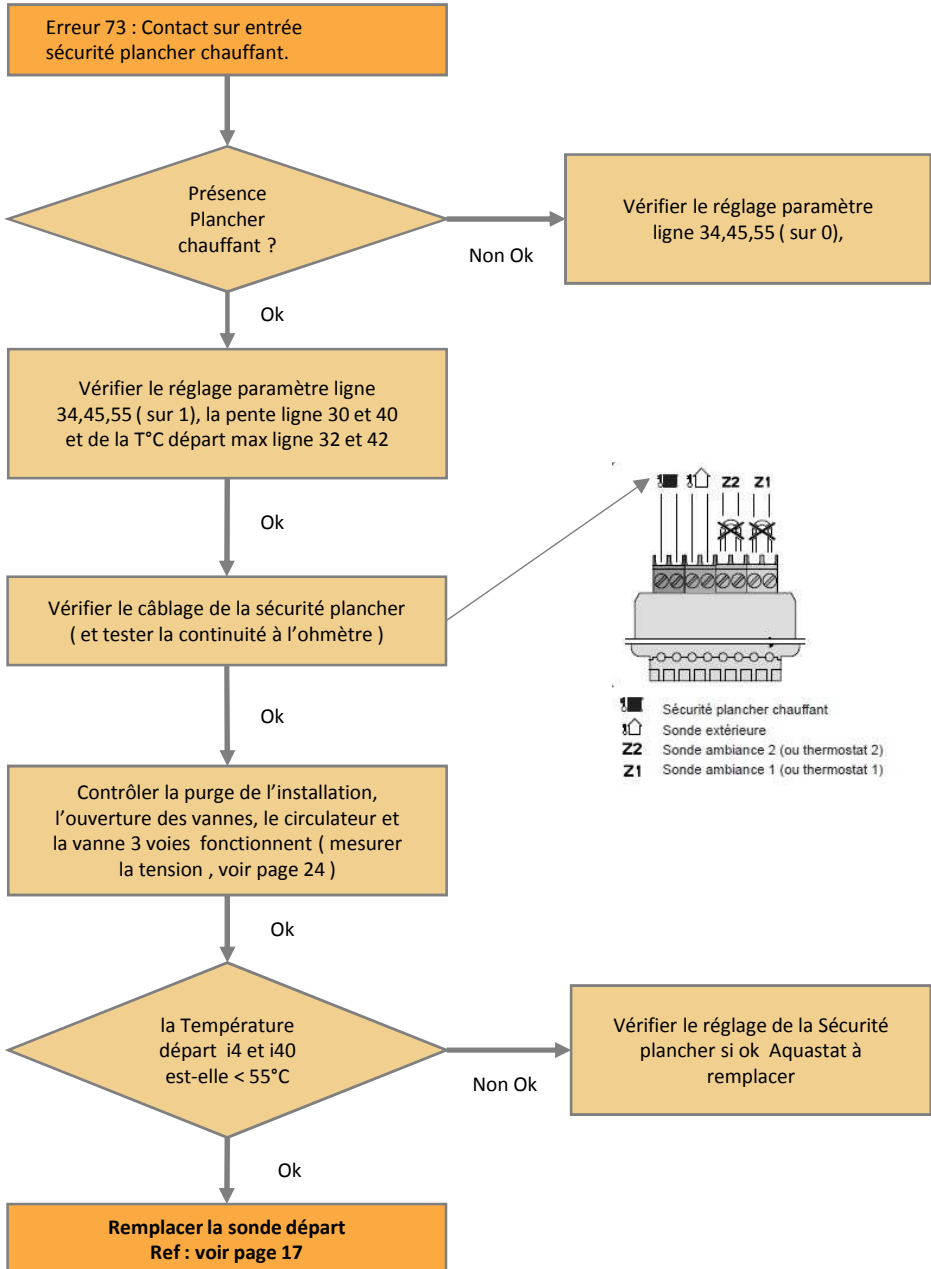 Erreur 73 : Contact sur entrée
sécurité plancher chauffant.
Présence
Plancher
chauffant ?
Non Ok
Vérifier le réglage paramètre
ligne 34,45,55 ( sur 0),
Ok
Vérifier le réglage paramètre ligne
34,45,55 ( sur 1), la pente ligne 30 et 40
et de la T°C départ max ligne 32 et 42
Ok
Vérifier le câblage de la sécurité plancher
( et tester la continuité à l’ohmètre )
Z2 Z1
Sécurité plancher chauffant
Sonde extérieure
Z2 Sonde ambiance 2 (ou thermostat 2)
Z1 Sonde ambiance 1 (ou thermostat 1)
Ok
Contrôler la purge de l’installation,
l’ouverture des vannes, le circulateur et
la vanne 3 voies fonctionnent ( mesurer
la tension , voir page 24 )
Ok
la Température
départ i4 et i40
est-elle < 55°C
Non Ok
Vérifier le réglage de la Sécurité
plancher si ok Aquastat à
remplacer
Ok
Remplacer la sonde départ
Ref : voir page 17